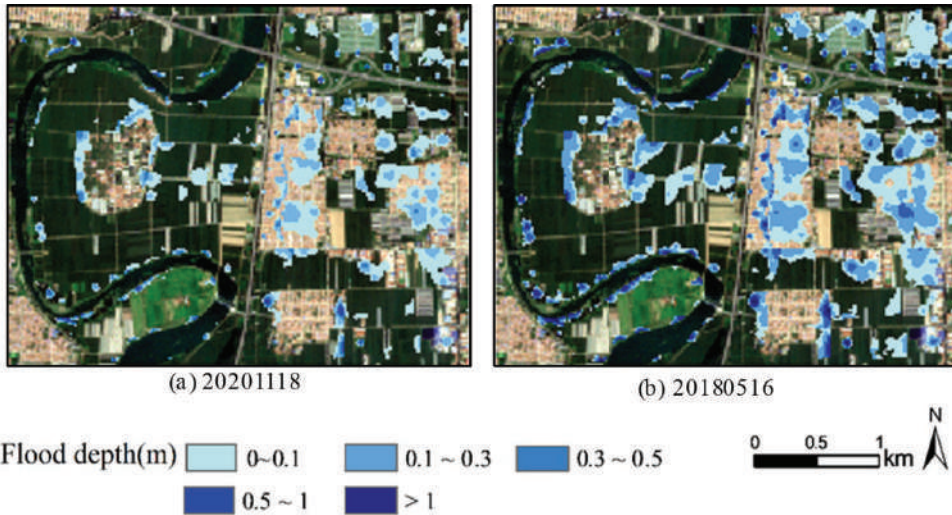 (a) 20201118
(b) 20180516
Flood depth(m)
0~0.1
0.1 ~ 0.3
0.3 ~ 0.5
0.5 ~ 1
> 1
0 0.5 1
km
N